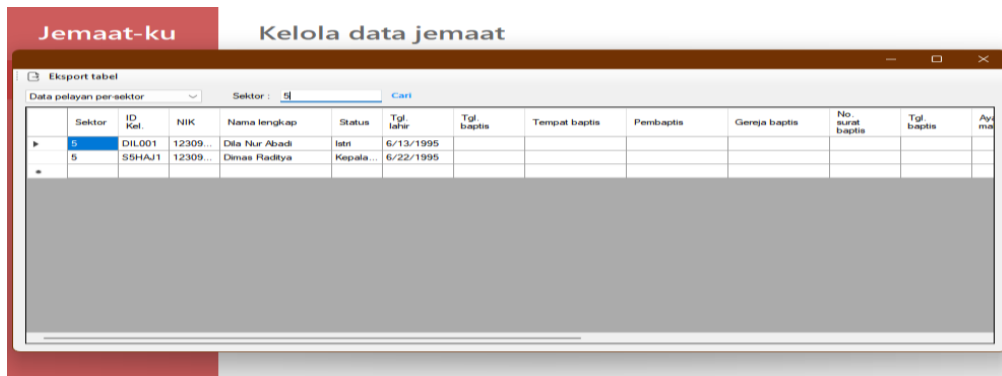 Jemaat-ku
Kelola data jemaat
Eksport tabel
Data pelayan per-sektor Sektor : 5 Cari
Sektor ID Kel. NIK Nama lengkap Status Tgl. lahir Tgl. baptis Tempat baptis Pembaptis Gereja baptis No. surat baptis Tgl. baptis
5 DIL001 12309... Dila Nur Abadi Istri 6/13/1995
5 S5HAJ1 12309... Dimas Raditya Kepala... 6/22/1995